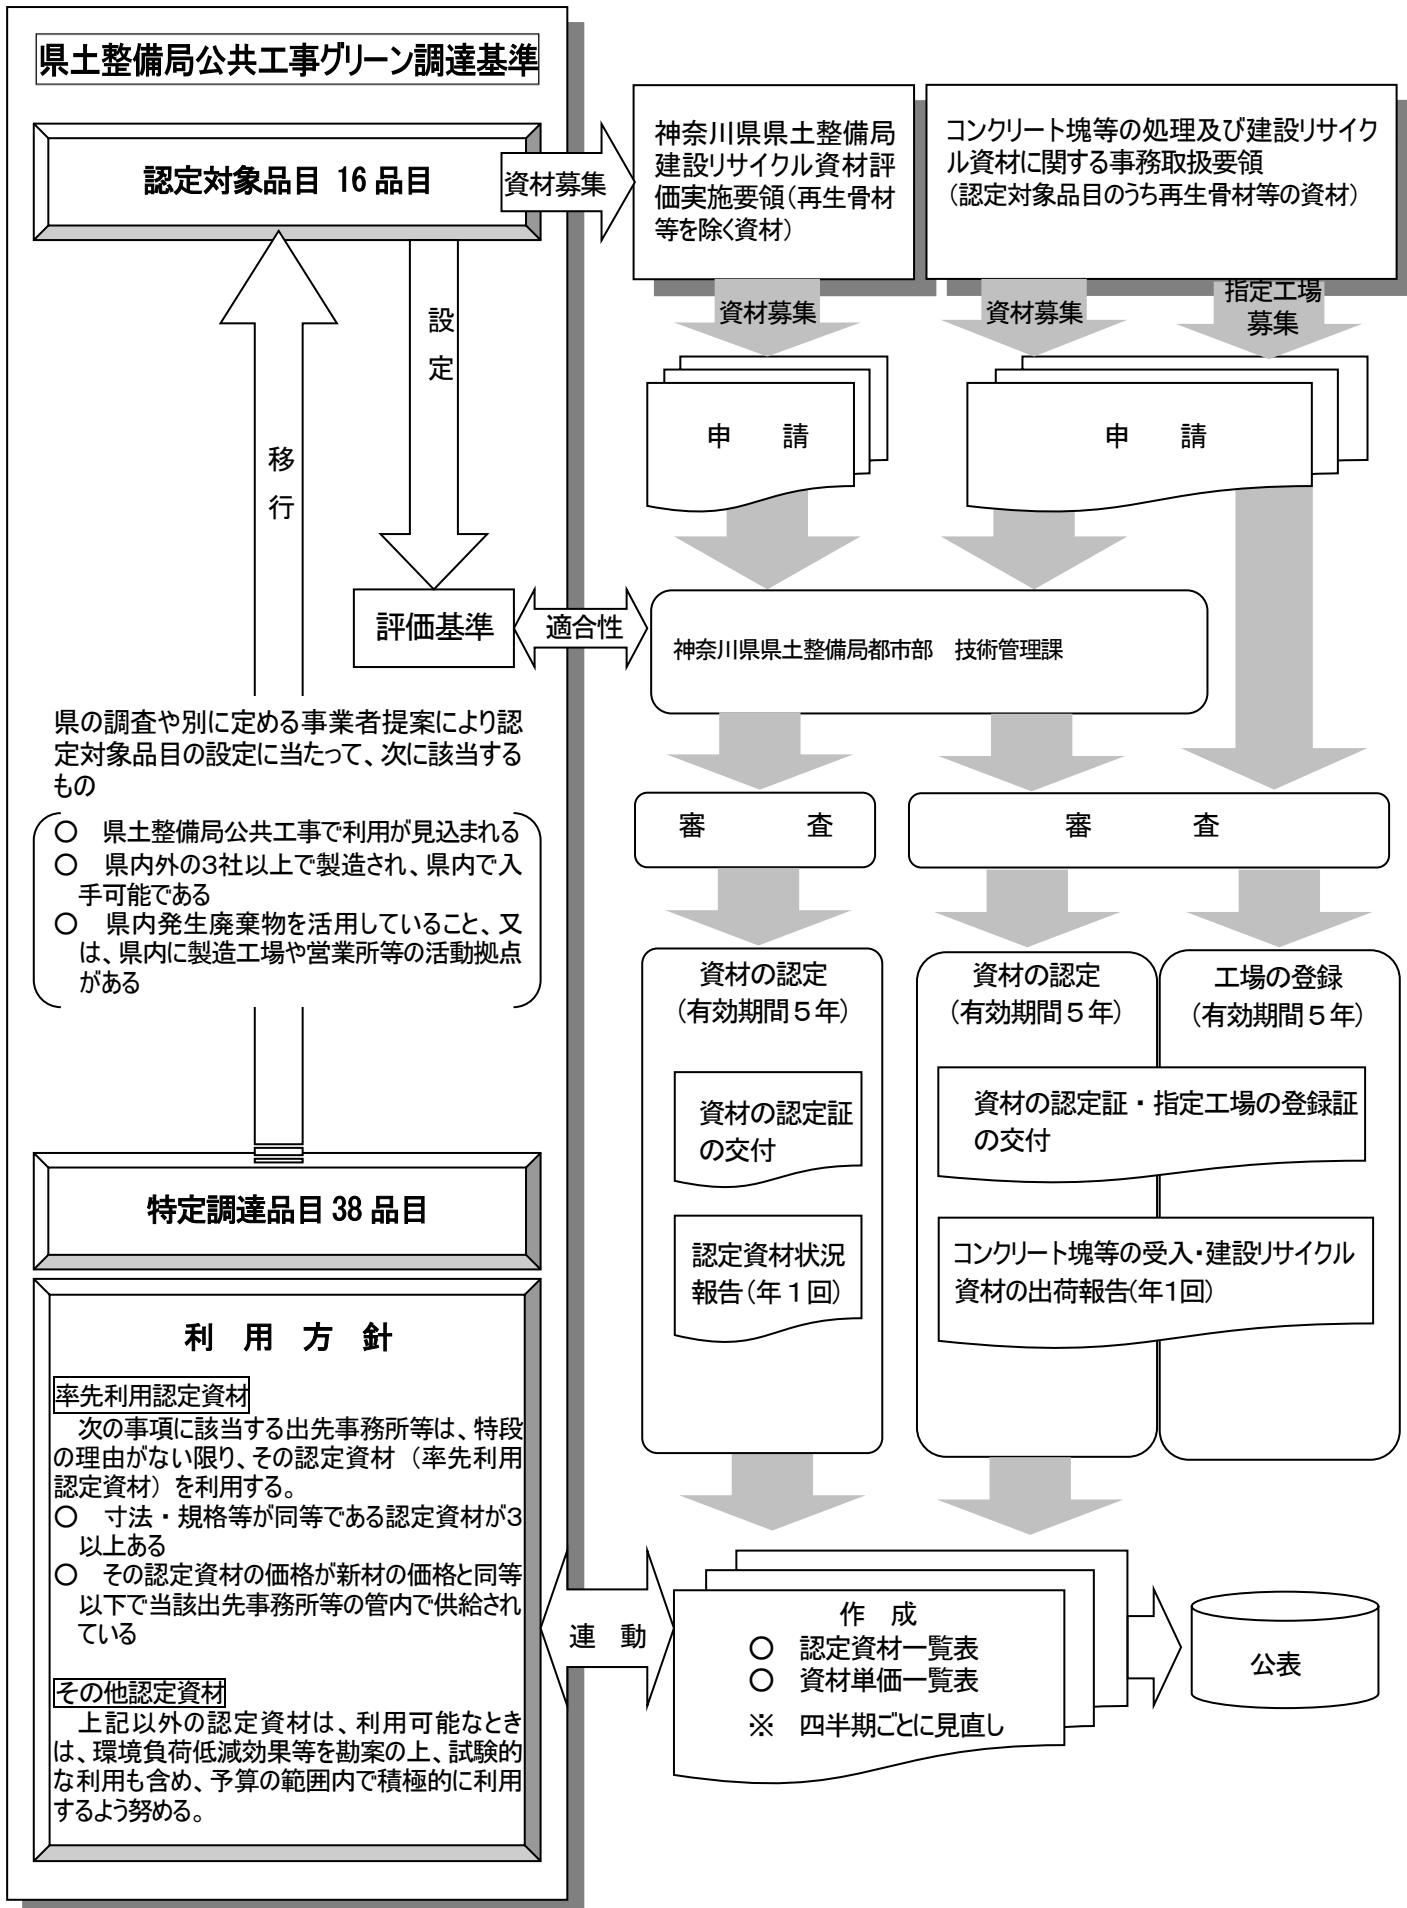 県土整備局公共工事グリーン調達基準
認定対象品目 16 品目
資材募集
設
定
移
行
評価基準
適合性
県の調査や別に定める事業者提案により認
定対象品目の設定に当たって、次に該当する
もの
○　県土整備局公共工事で利用が見込まれる
○　県内外の3社以上で製造され、県内で入
手可能である
○　県内発生廃棄物を活用していること、又
は、県内に製造工場や営業所等の活動拠点
がある
特定調達品目 38 品目
利　用　方　針
率先利用認定資材
次の事項に該当する出先事務所等は、特段
の理由がない限り、その認定資材（率先利用
認定資材）を利用する。
○　寸法・規格等が同等である認定資材が3
以上ある
○　その認定資材の価格が新材の価格と同等
以下で当該出先事務所等の管内で供給され
ている
その他認定資材
上記以外の認定資材は、利用可能なとき
は、環境負荷低減効果等を勘案の上、試験的
な利用も含め、予算の範囲内で積極的に利用
するよう努める。
神奈川県県土整備局
建設リサイクル資材評
価実施要領（再生骨材
等を除く資材）
コンクリート塊等の処理及び建設リサイク
ル資材に関する事務取扱要領
（認定対象品目のうち再生骨材等の資材）
資材募集
資材募集
指定工場
募集
申　請
申　請
神奈川県県土整備局都市部　技術管理課
審　査
審　査
資材の認定
（有効期間５年）
資材の認定証
の交付
認定資材状況
報告（年１回）
資材の認定
（有効期間５年）
工場の登録
（有効期間５年）
資材の認定証・指定工場の登録証
の交付
コンクリート塊等の受入・建設リサイクル
資材の出荷報告（年1回）
連　動
作　成
○　認定資材一覧表
○　資材単価一覧表
※　四半期ごとに見直し
公表